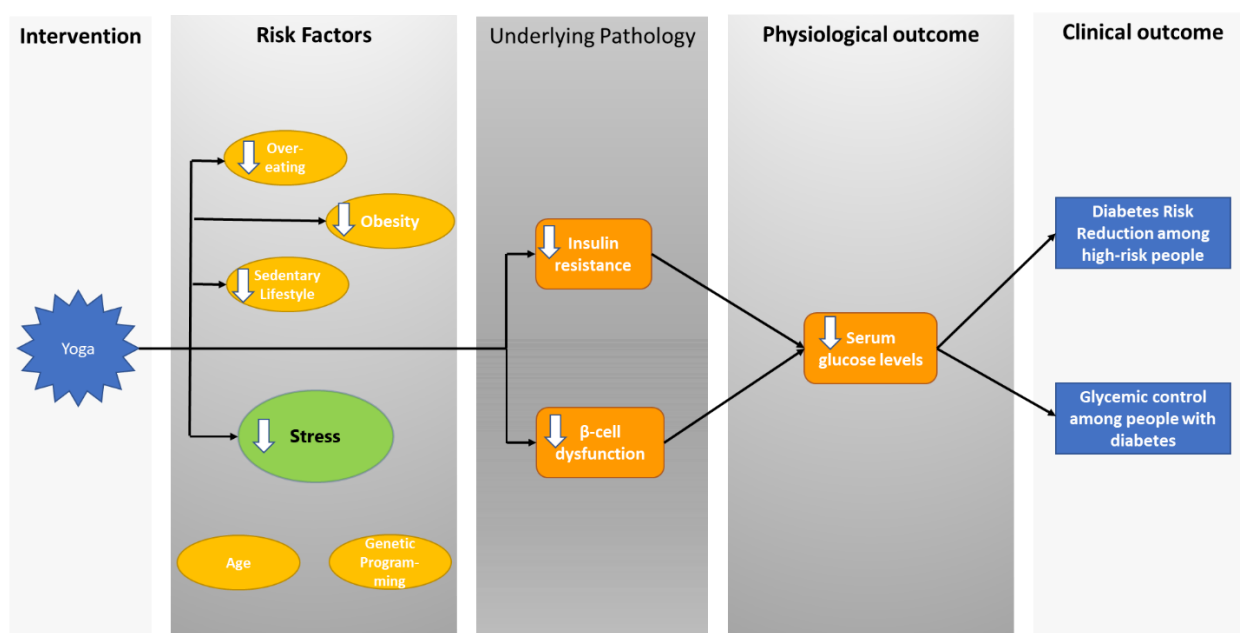 Intervention
Risk Factors
Underlying Pathology
Physiological outcome
Clinical outcome
Over-
eating
Obesity
Sedentary
Lifestyle
Yoga
Stress
Age
Genetic
Program-
ming
Insulin
resistance
β-cell
dysfunction
Serum
glucose levels
Diabetes Risk
Reduction among
high-risk people
Glycemic control
among people with
diabetes